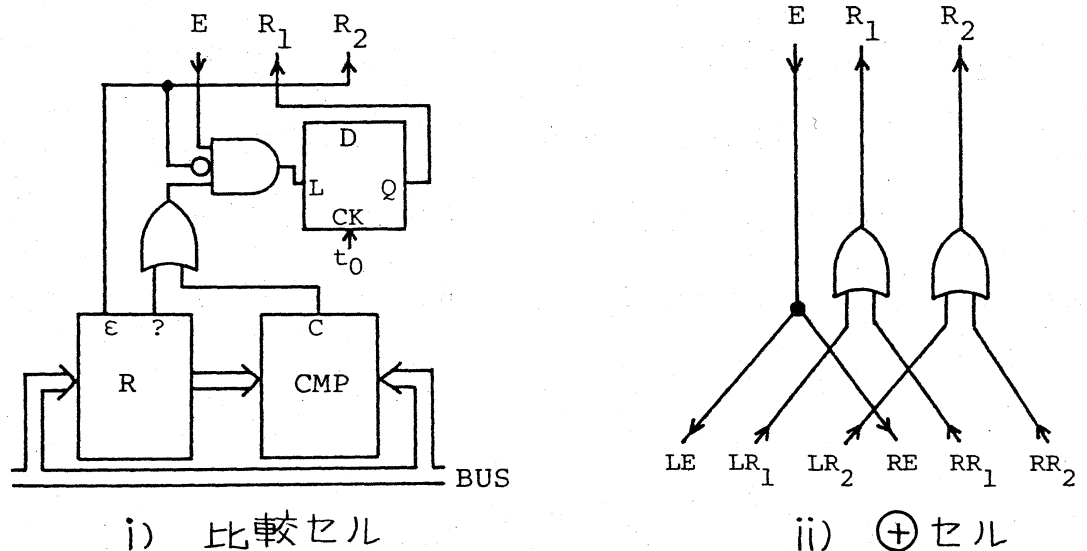 E R1 R2
D
L Q
CK
t0
ε ? C
R CMP
BUS
i) 比較セル
E R1 R2
LE LR1 LR2 RE RR1 RR2
ii) ⊕セル